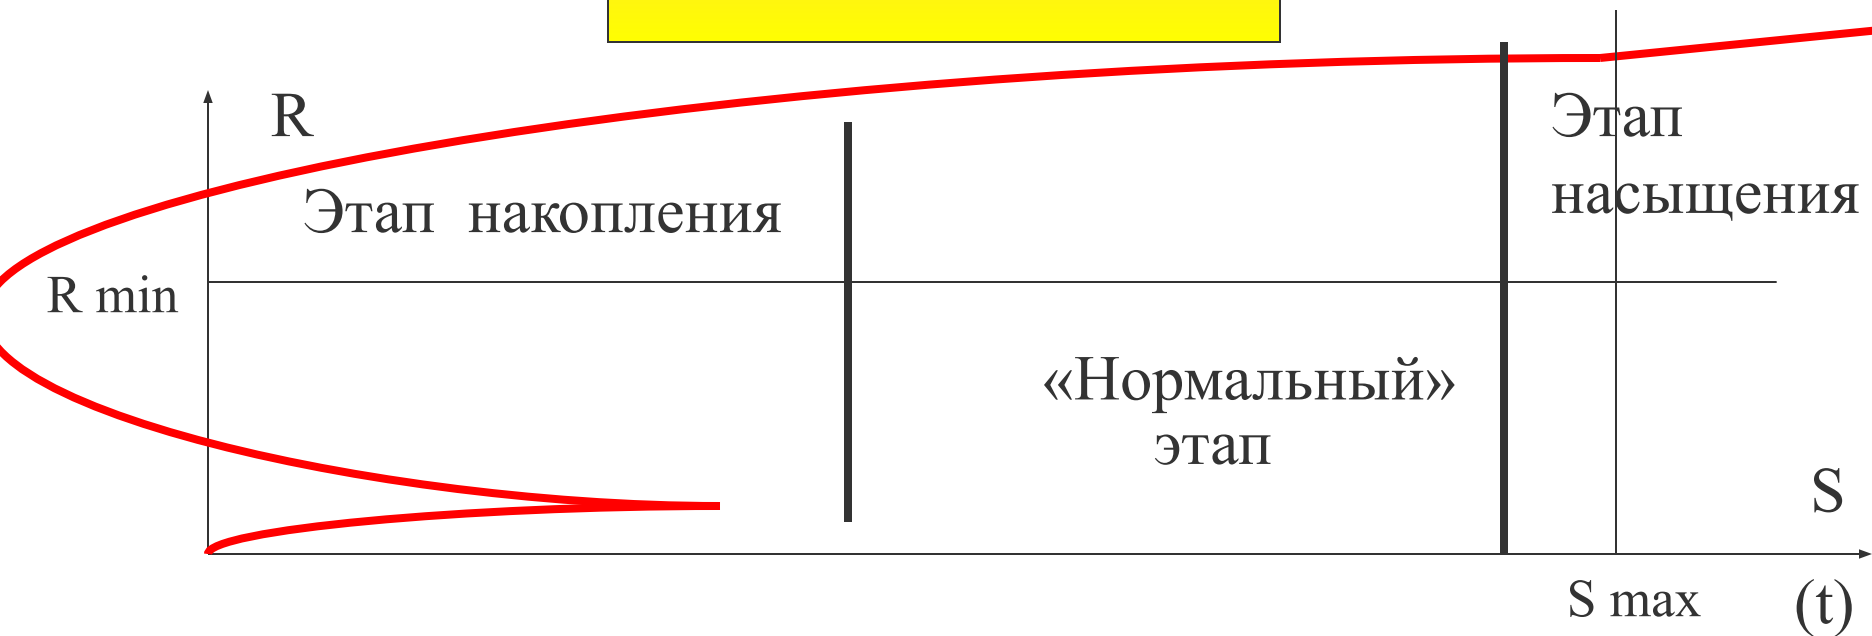 R
Этап
Этап накопления
насыщения
R min
«Нормальный»
этап
S
S max
(t)